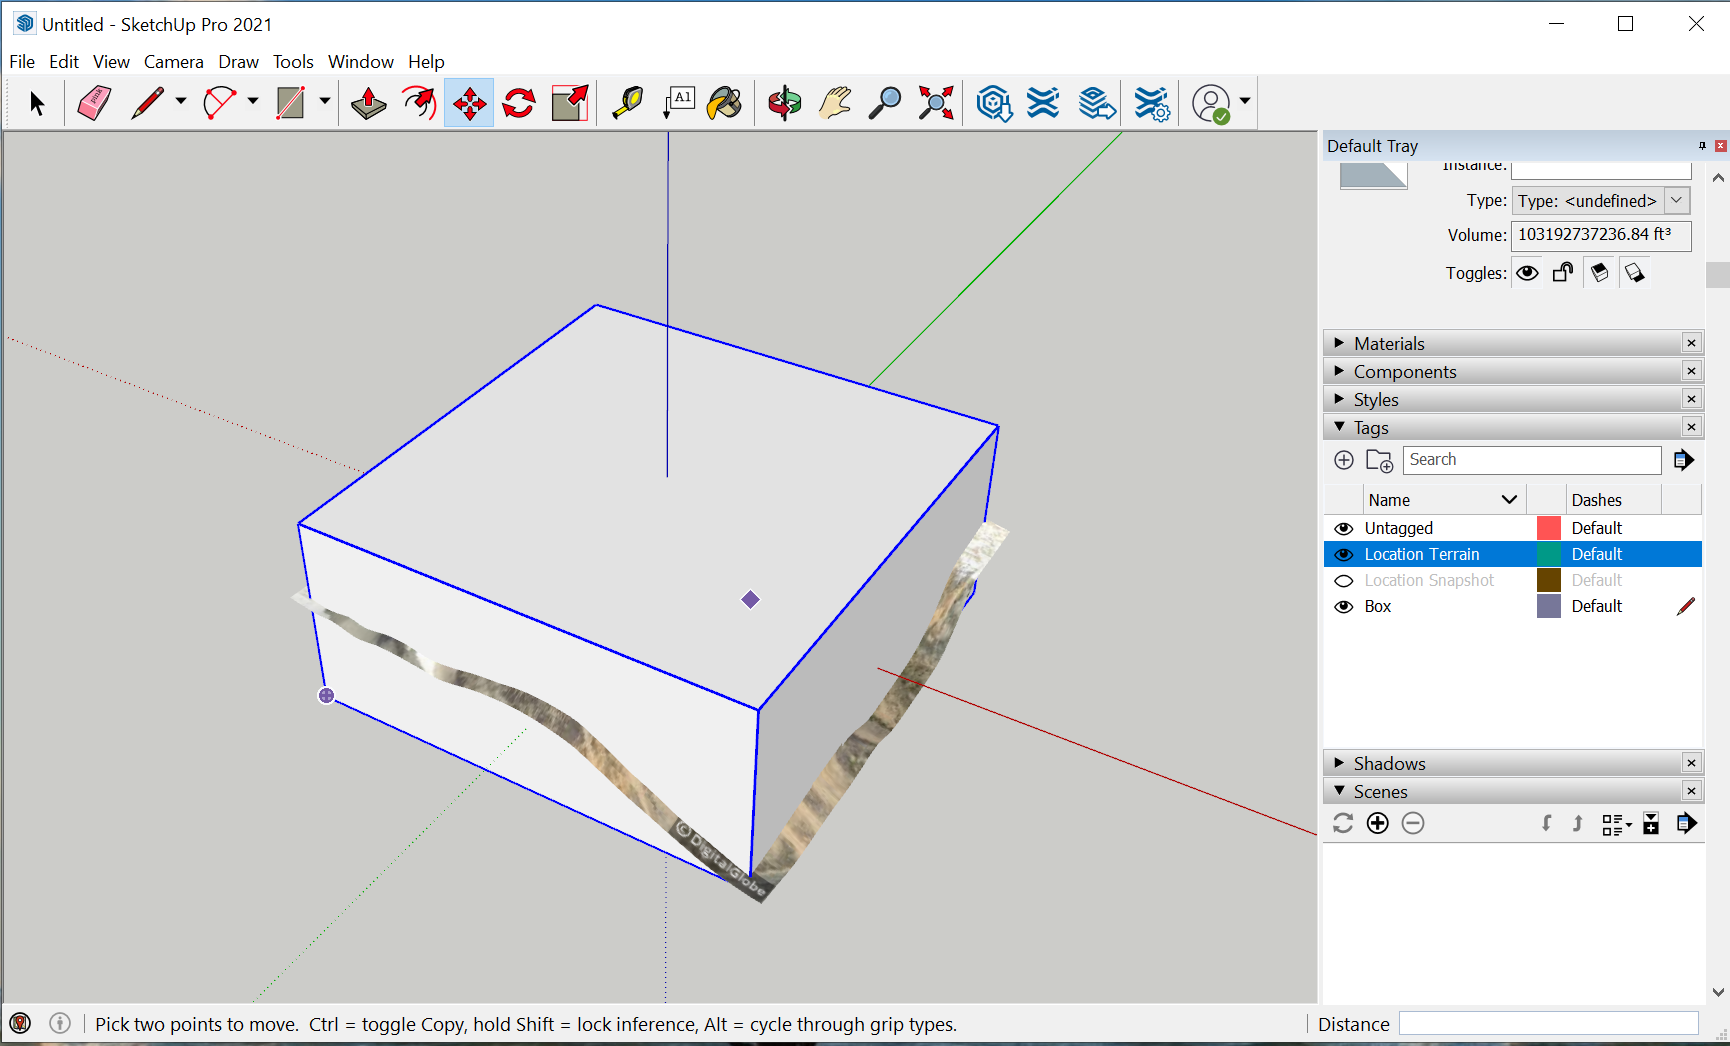 Untitled - SketchUp Pro 2021
File Edit View Camera Draw Tools Window Help
A1
Default Tray
Instance:
Type: Type: <undefined>
Volume: 103192737236.84 ft³
Toggles:
Materials
Components
Styles
Tags
Search
Name Dashes
Untagged Default
Location Terrain Default
Location Snapshot Default
Box Default
Shadows
Scenes
© DigitalGlobe
Pick two points to move. Ctrl = toggle Copy, hold Shift = lock inference, Alt = cycle through grip types.
Distance